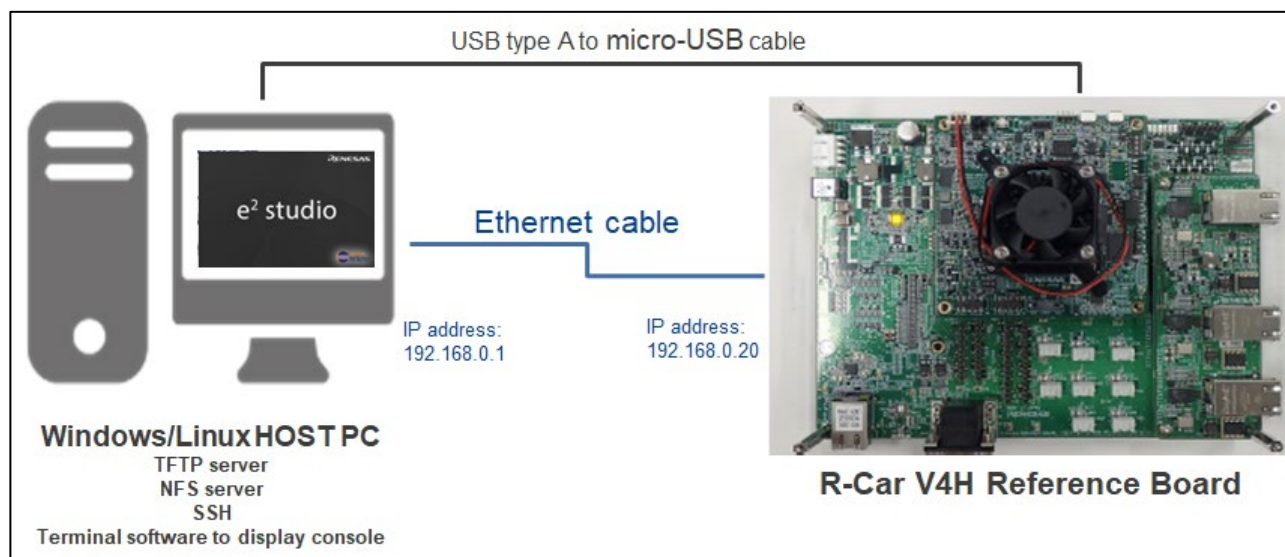 USB type A to micro-USB cable
RENESAS
e² studio
Ethernet cable
IP address:
192.168.0.1
IP address:
192.168.0.20
Windows/Linux HOST PC
TFTP server
NFS server
SSH
Terminal software to display console
R-Car V4H Reference Board